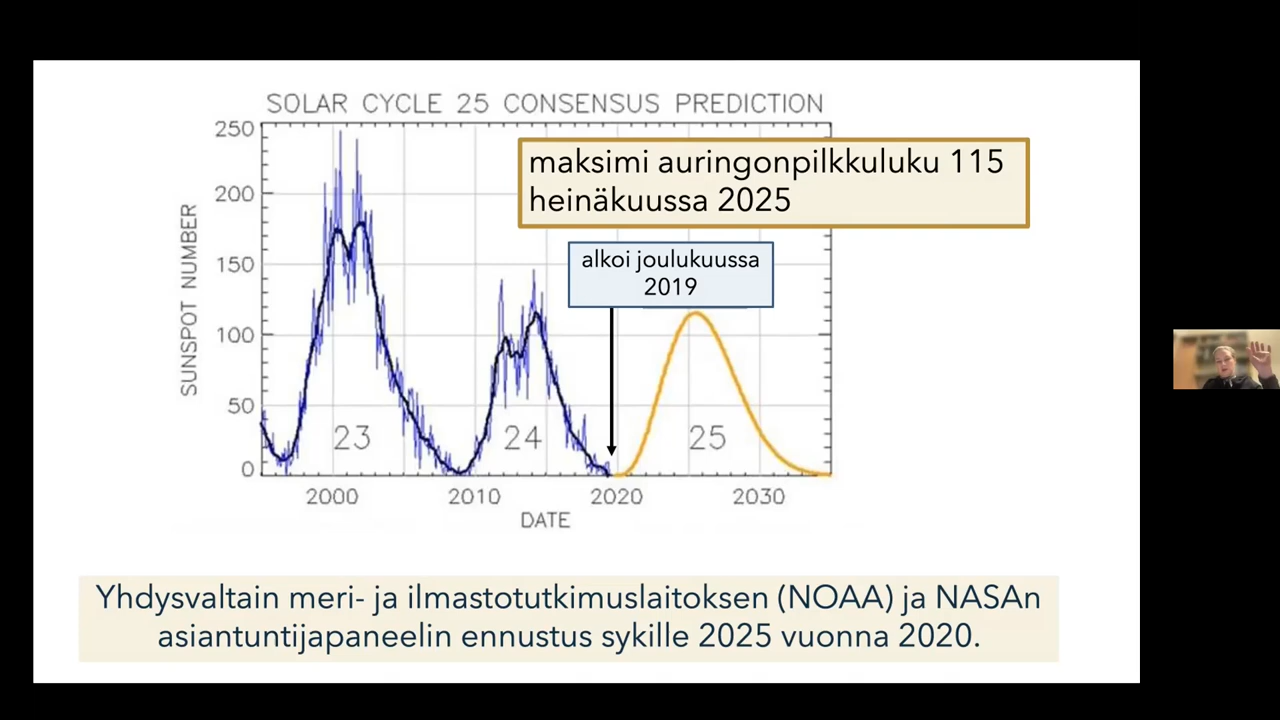 SOLAR CYCLE 25 CONSENSUS PREDICTION
250
200
150
100
50
0
SUNSPOT NUMBER
maksimi auringonpilkkuluku 115
heinäkuussa 2025
alkoi joulukuussa
2019
23
24
25
2000
2010
2020
2030
DATE
Yhdysvaltain meri- ja ilmastotutkimuslaitoksen (NOAA) ja NASAn
asiantuntijapaneelin ennustus sykille 2025 vuonna 2020.